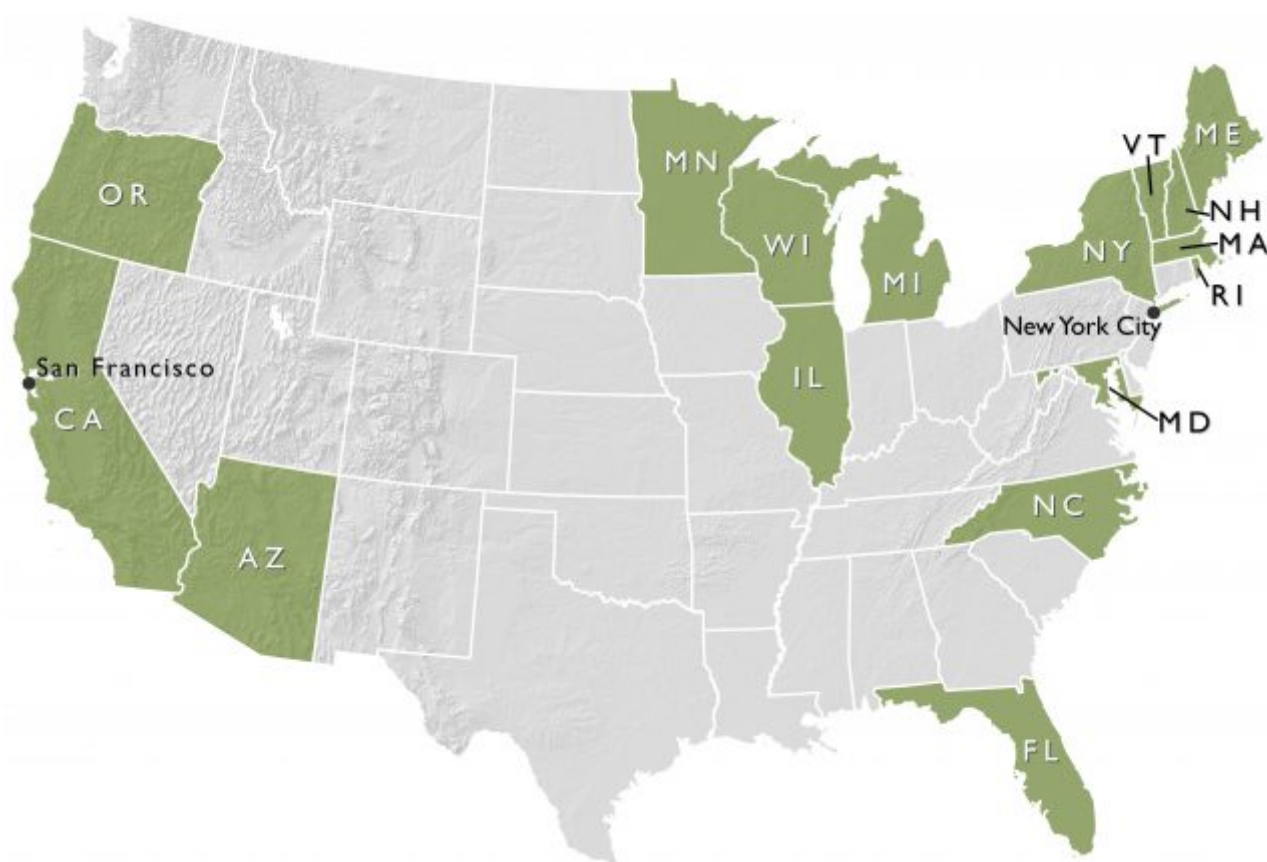 ME
VT
MN
OR
NH
WI
NY
MA
MI
RI
New York City
San Francisco
IL
CA
MD
NC
AZ
FL